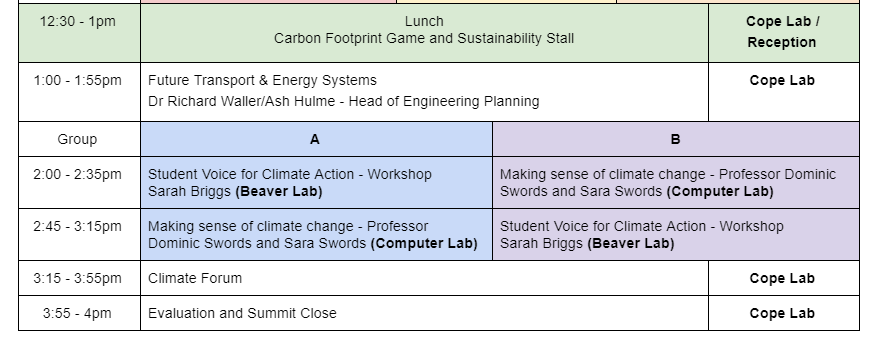 12:30 - 1pm
Lunch
Carbon Footprint Game and Sustainability Stall
Cope Lab /
Reception
1:00 - 1:55pm
Future Transport & Energy Systems
Dr Richard Waller/Ash Hulme - Head of Engineering Planning
Cope Lab
Group
A
B
2:00 - 2:35pm
Student Voice for Climate Action - Workshop
Sarah Briggs (Beaver Lab)
Making sense of climate change - Professor Dominic
Swords and Sara Swords (Computer Lab)
2:45 - 3:15pm
Making sense of climate change - Professor
Dominic Swords and Sara Swords (Computer Lab)
Student Voice for Climate Action - Workshop
Sarah Briggs (Beaver Lab)
3:15 - 3:55pm
Climate Forum
Cope Lab
3:55 - 4pm
Evaluation and Summit Close
Cope Lab